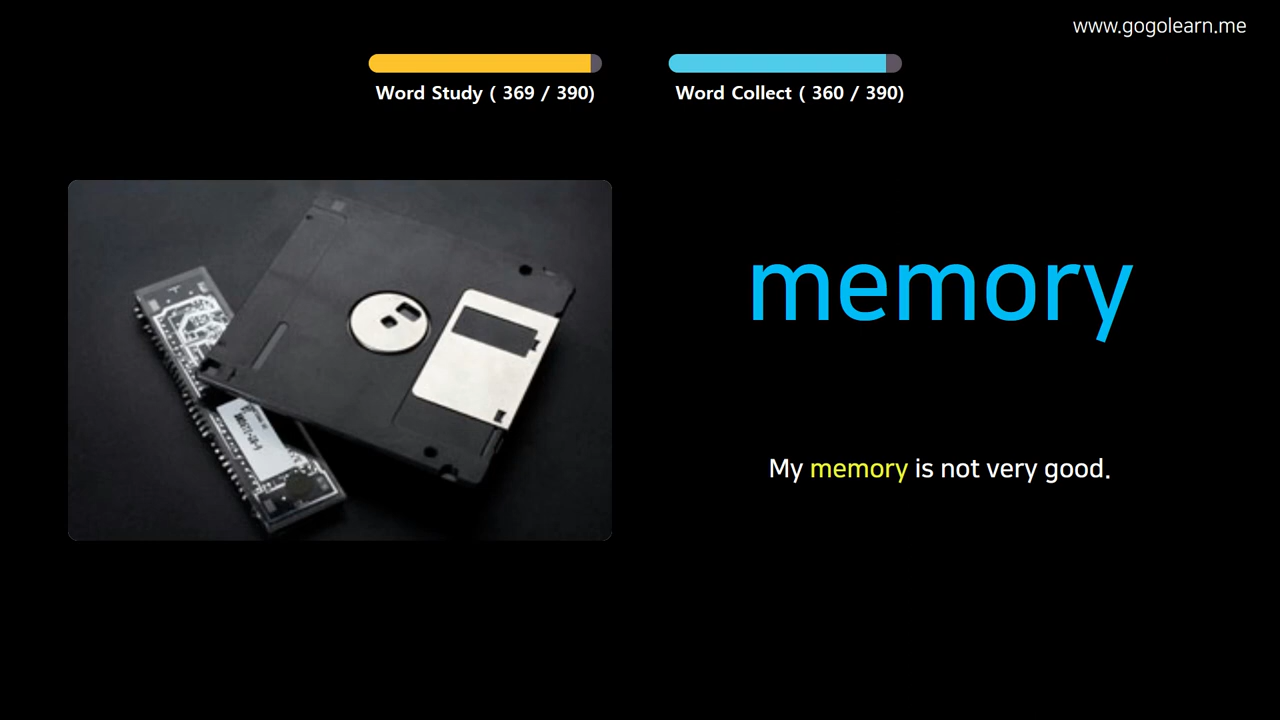 www.gogolearn.me
Word Study ( 369 / 390)
Word Collect ( 360 / 390)
memory
My memory is not very good.